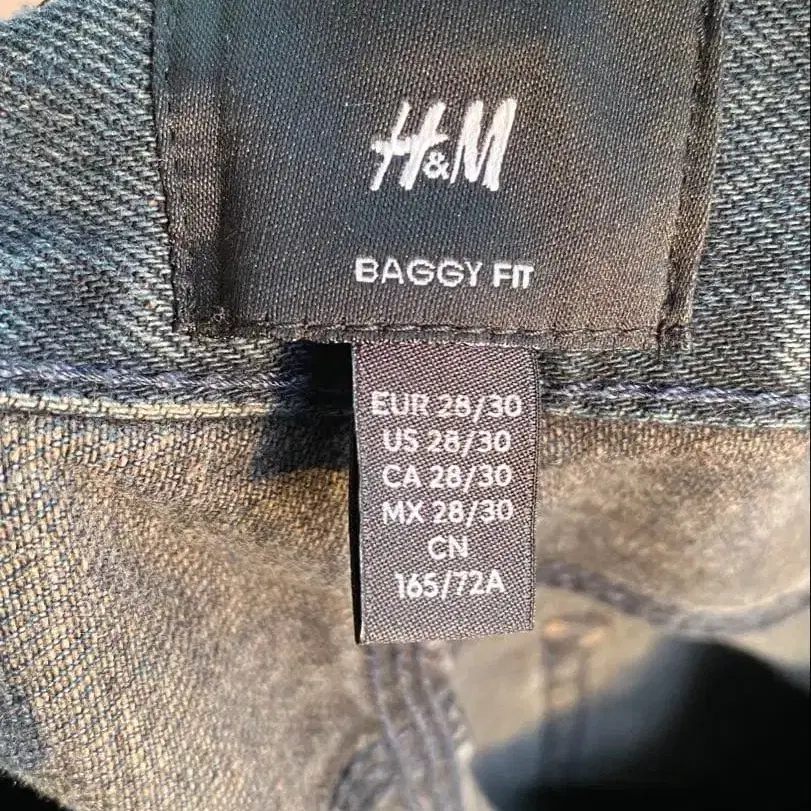 H&M
BAGGY FIT
EUR 28/30
US 28/30
CA 28/30
MX 28/30
CN
165/72A